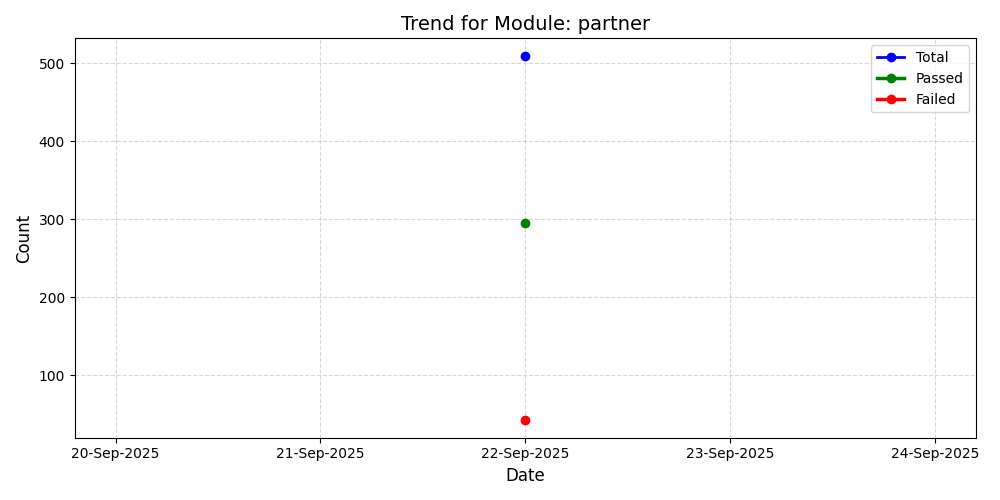 Trend for Module: partner
Total
Passed
Failed
500
400
300
200
100
Count
20-Sep-2025
21-Sep-2025
22-Sep-2025
23-Sep-2025
24-Sep-2025
Date